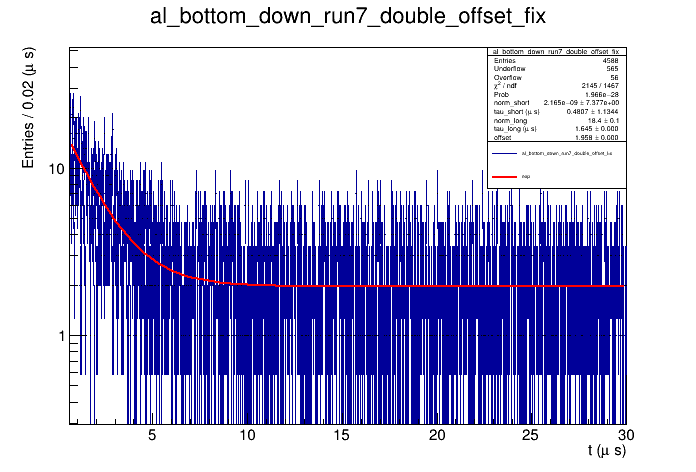 al_bottom_down_run7_double_offset_fix
Entries / 0.02 (μ s)
al_bottom_down_run7_double_offset_fix
Entries 4588
Underflow 565
Overflow 56
χ² / ndf 2145 / 1467
Prob 1.966e−28
norm_short 2.165e−09 ± 7.377e+00
tau_short (μ s) 0.4807 ± 1.1344
norm_long 18.4 ± 0.1
tau_long (μ s) 1.645 ± 0.000
offset 1.958 ± 0.000
al_bottom_down_run7_double_offset_fix
10
1
5 10 15 20 25 30
t (μ s)